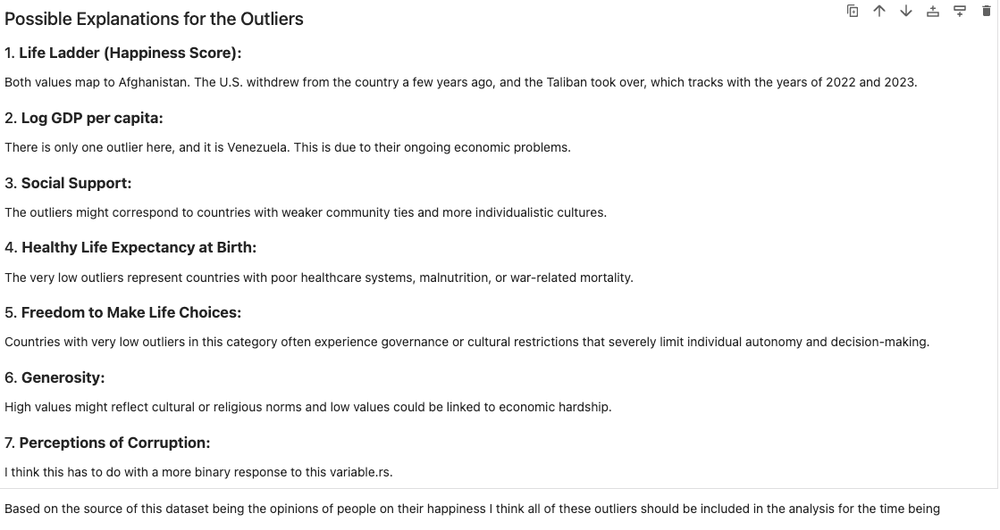 Possible Explanations for the Outliers
1. Life Ladder (Happiness Score):
Both values map to Afghanistan. The U.S. withdrew from the country a few years ago, and the Taliban took over, which tracks with the years of 2022 and 2023.
2. Log GDP per capita:
There is only one outlier here, and it is Venezuela. This is due to their ongoing economic problems.
3. Social Support:
The outliers might correspond to countries with weaker community ties and more individualistic cultures.
4. Healthy Life Expectancy at Birth:
The very low outliers represent countries with poor healthcare systems, malnutrition, or war-related mortality.
5. Freedom to Make Life Choices:
Countries with very low outliers in this category often experience governance or cultural restrictions that severely limit individual autonomy and decision-making.
6. Generosity:
High values might reflect cultural or religious norms and low values could be linked to economic hardship.
7. Perceptions of Corruption:
I think this has to do with a more binary response to this variable.rs.
Based on the source of this dataset being the opinions of people on their happiness I think all of these outliers should be included in the analysis for the time being